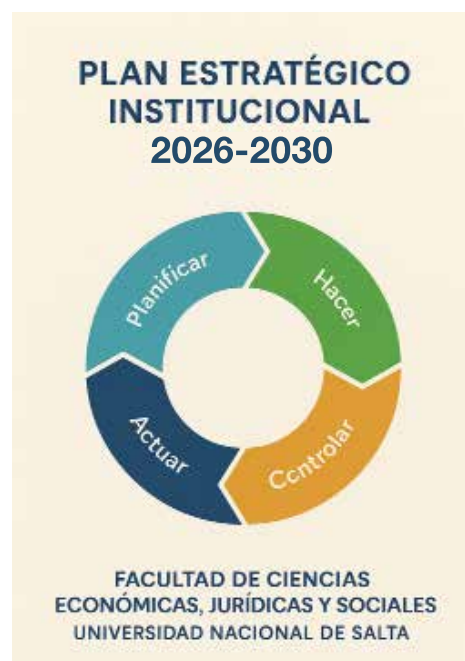 PLAN ESTRATÉGICO
INSTITUCIONAL
2026-2030
Planificar
Hacer
Actuar
Ccntrolar
FACULTAD DE CIENCIAS
ECONÓMICAS, JURÍDICAS Y SOCIALES
UNIVERSIDAD NACIONAL DE SALTA